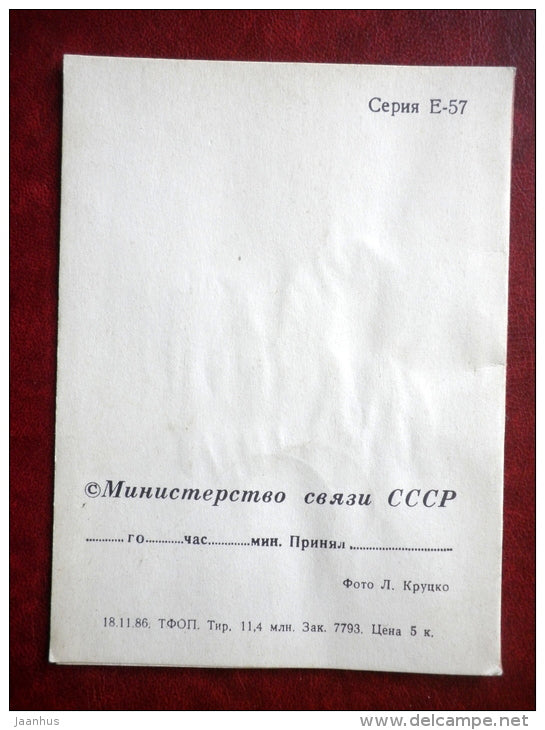 Серия Е-57
©Министерство связи СССР
............го............час.............мин. Принял ................................
Фото Л. Круцко
18.11.86, ТФОП. Тир. 11,4 млн. Зак. 7793. Цена 5 к.
jaanhus
www.delcampe.net